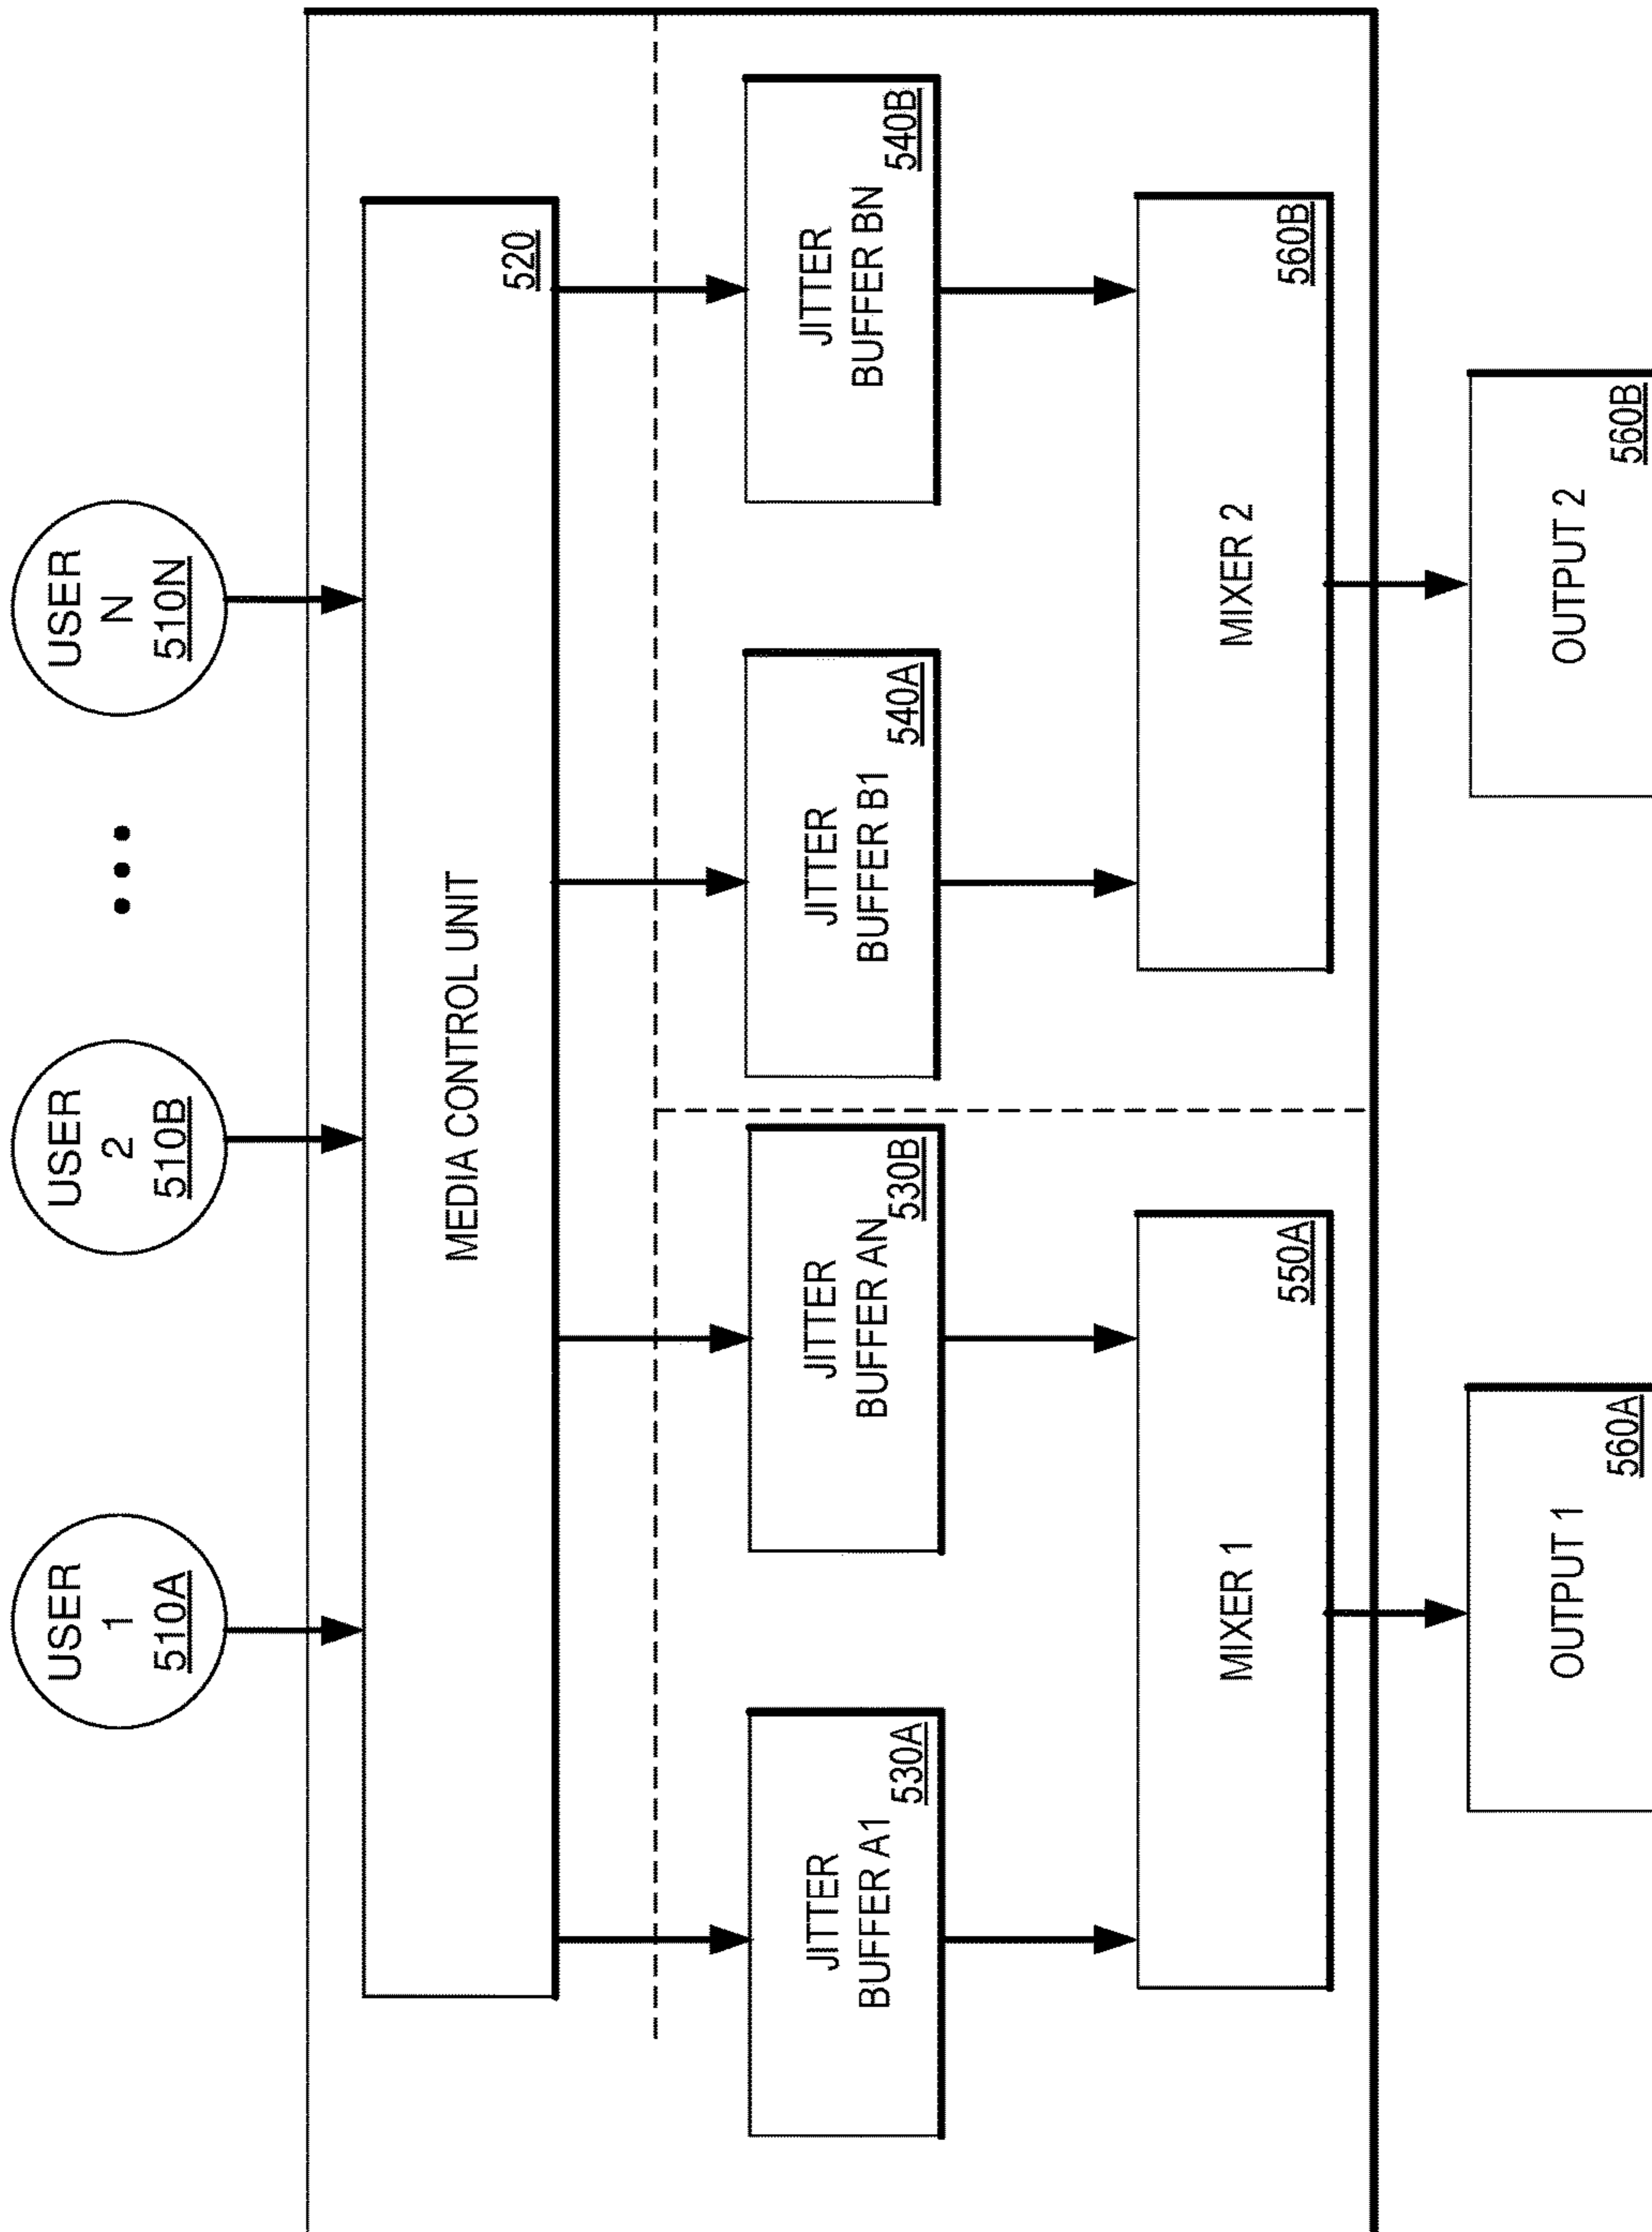 USER
1
510A
USER
2
510B
• • •
USER
N
510N
MEDIA CONTROL UNIT
520
JITTER
BUFFER A1
530A
JITTER
BUFFER AN
530B
JITTER
BUFFER B1
540A
JITTER
BUFFER BN
540B
MIXER 1
550A
MIXER 2
560B
OUTPUT 1
560A
OUTPUT 2
560B